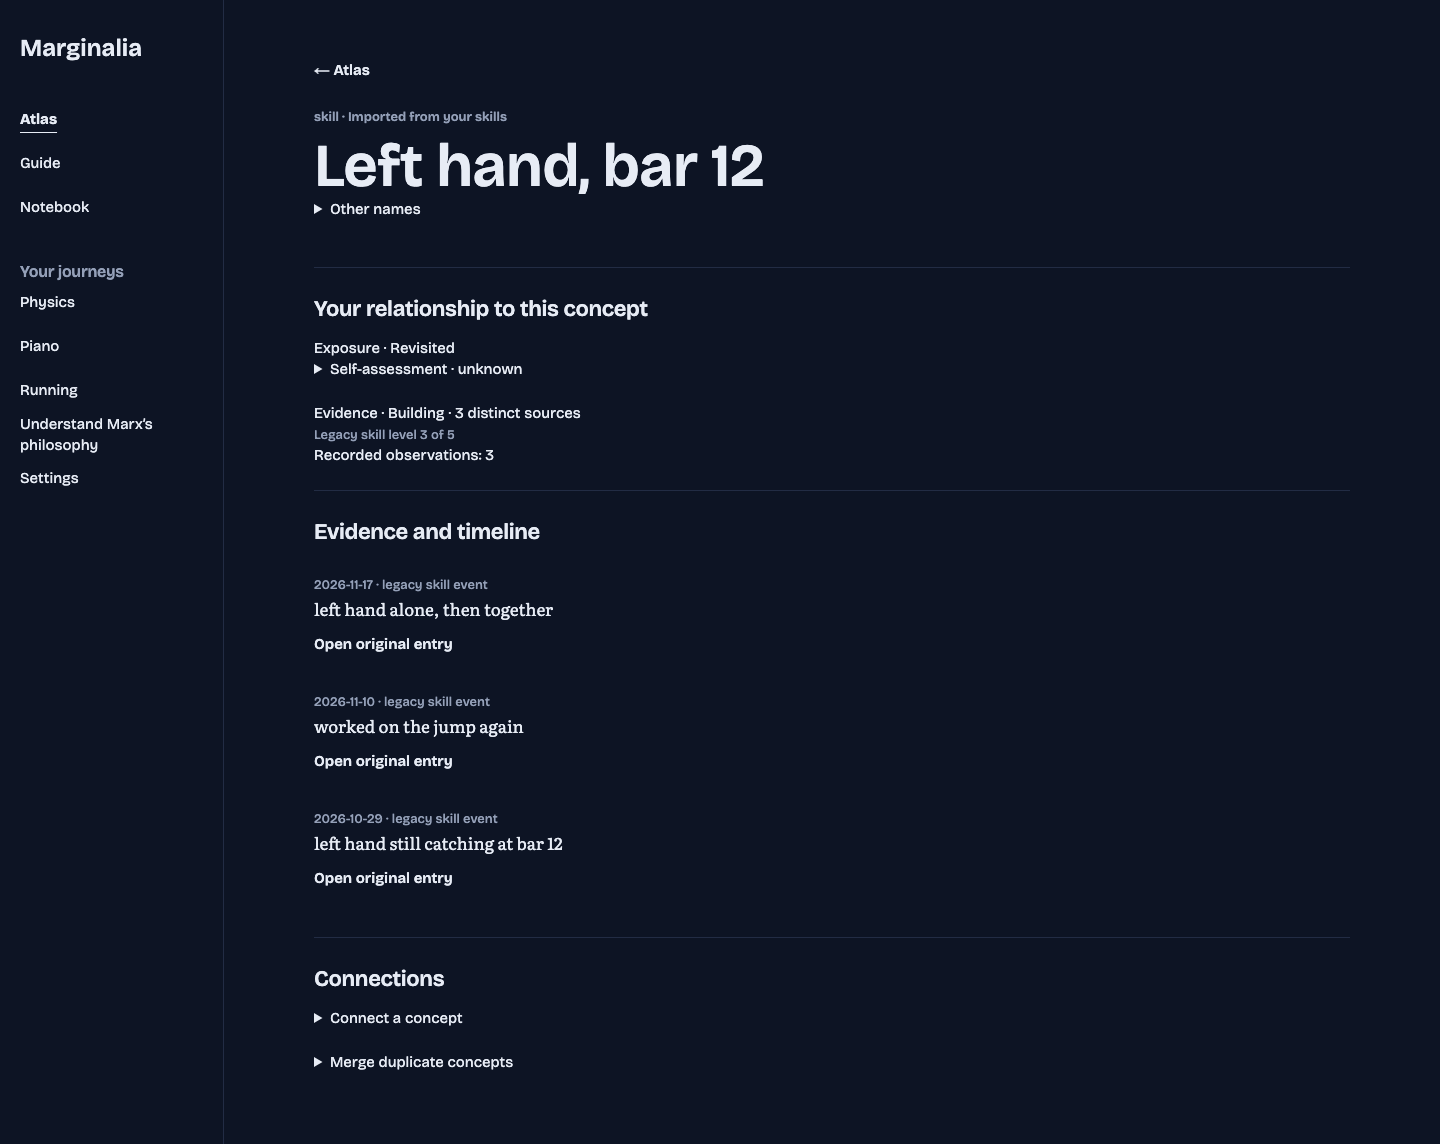 Marginalia
Atlas
Guide
Notebook
Your journeys
Physics
Piano
Running
Understand Marx's
philosophy
Settings
← Atlas
skill · Imported from your skills
Left hand, bar 12
▶ Other names
Your relationship to this concept
Exposure · Revisited
▶ Self-assessment · unknown
Evidence · Building · 3 distinct sources
Legacy skill level 3 of 5
Recorded observations: 3
Evidence and timeline
2026-11-17 · legacy skill event
left hand alone, then together
Open original entry
2026-11-10 · legacy skill event
worked on the jump again
Open original entry
2026-10-29 · legacy skill event
left hand still catching at bar 12
Open original entry
Connections
▶ Connect a concept
▶ Merge duplicate concepts